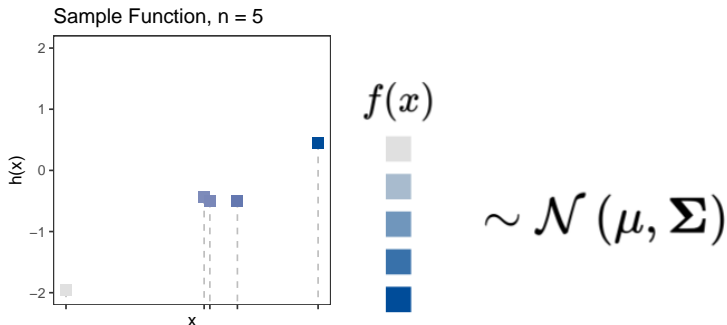 Sample Function, n = 5
2
1
0
−1
−2
h(x)
x
f(x)
∼ 𝒩 (μ, Σ)